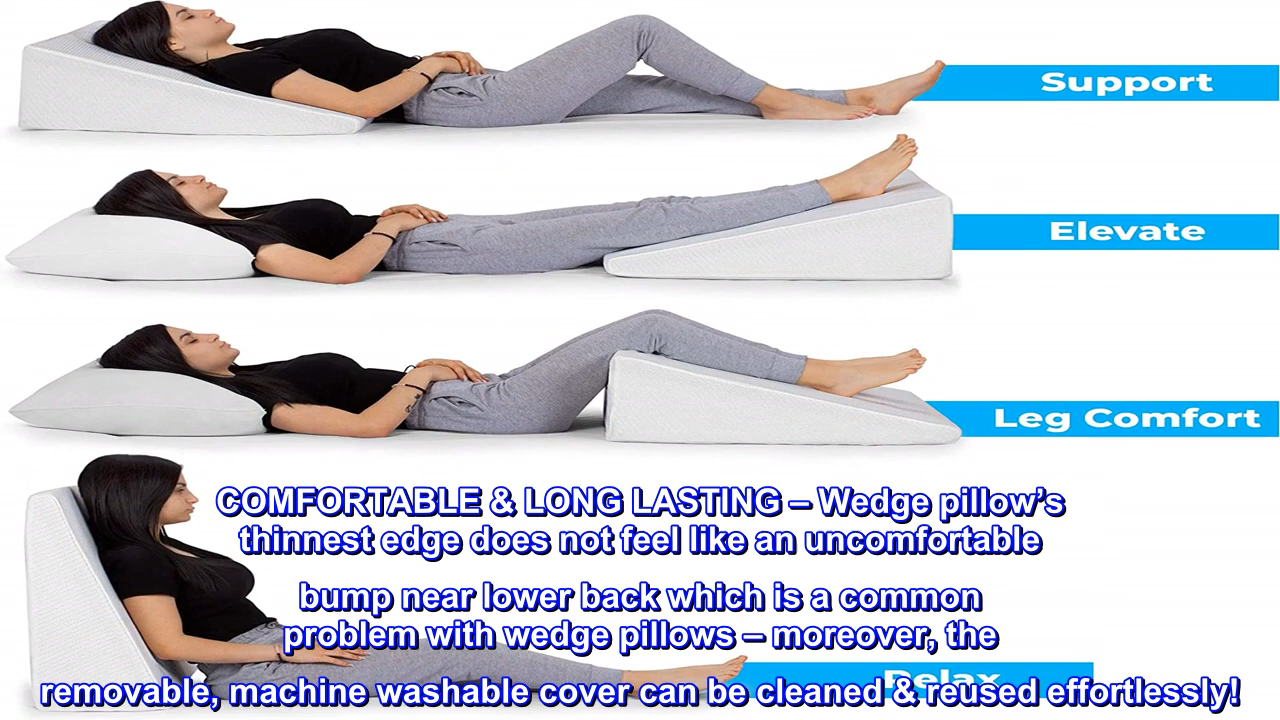 Support
Elevate
Leg Comfort
COMFORTABLE & LONG LASTING – Wedge pillow’s
thinnest edge does not feel like an uncomfortable
bump near lower back which is a common
problem with wedge pillows – moreover, the
Relax
removable, machine washable cover can be cleaned & reused effortlessly!